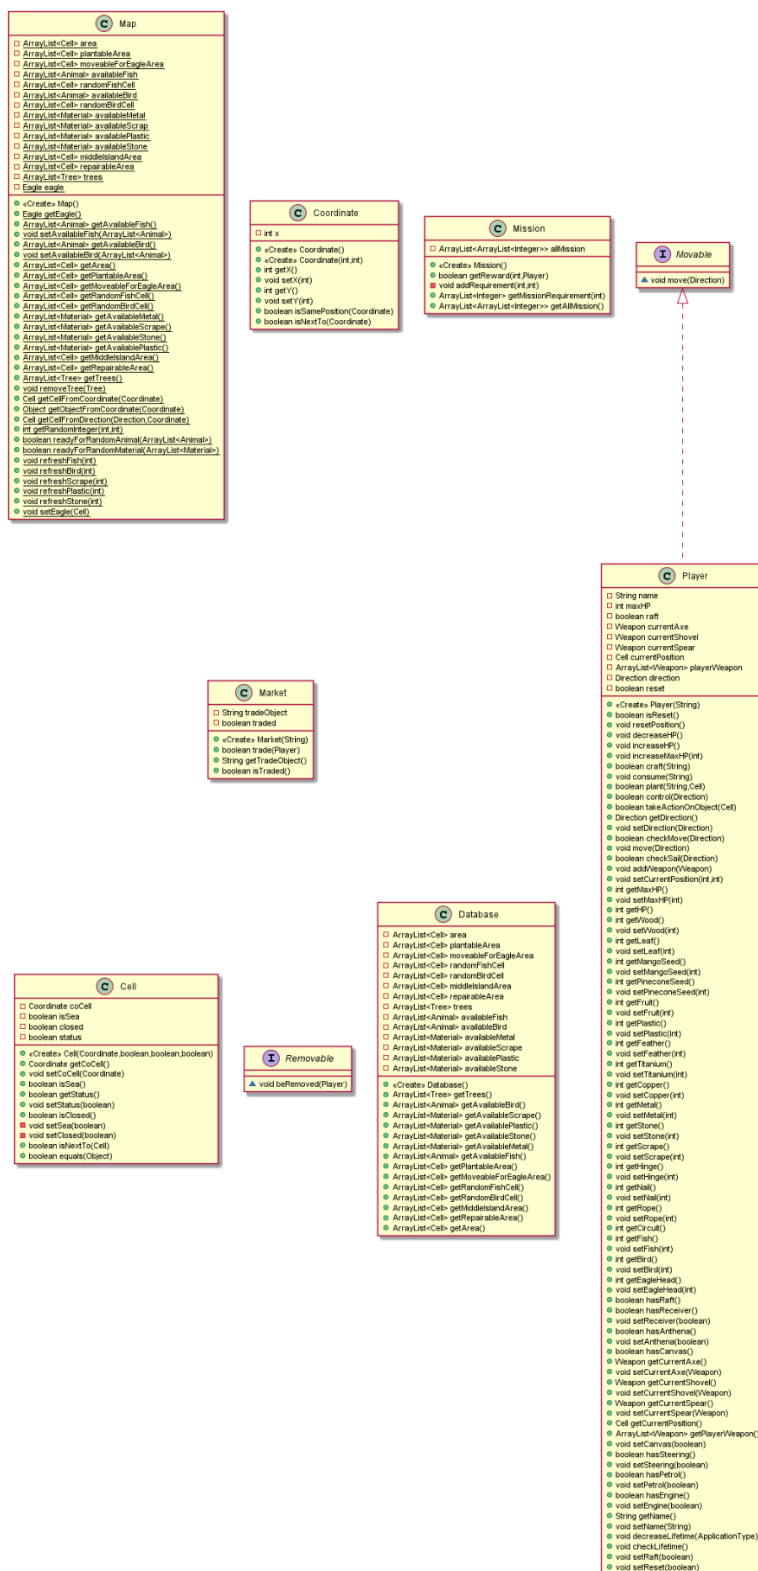 C Map
ArrayList<Cell> area
ArrayList<Cell> plantableArea
ArrayList<Cell> moveableForEagleArea
ArrayList<Animal> availableFish
ArrayList<Cell> randomFishCell
ArrayList<Animal> availableBird
ArrayList<Cell> randomBirdCell
ArrayList<Material> availableMetal
ArrayList<Material> availableScrap
ArrayList<Material> availablePlastic
ArrayList<Material> availableStone
ArrayList<Cell> middleIslandArea
ArrayList<Cell> repairableArea
ArrayList<Tree> trees
Eagle eagle
«Create» Map()
Eagle getEagle()
ArrayList<Animal> getAvailableFish()
void setAvailableFish(ArrayList<Animal>)
ArrayList<Animal> getAvailableBird()
void setAvailableBird(ArrayList<Animal>)
ArrayList<Cell> getArea()
ArrayList<Cell> getPlantableArea()
ArrayList<Cell> getMoveableForEagleArea()
ArrayList<Cell> getRandomFishCell()
ArrayList<Cell> getRandomBirdCell()
ArrayList<Material> getAvailableMetal()
ArrayList<Material> getAvailableScrape()
ArrayList<Material> getAvailableStone()
ArrayList<Material> getAvailablePlastic()
ArrayList<Cell> getMiddleIslandArea()
ArrayList<Cell> getRepairableArea()
ArrayList<Tree> getTrees()
void removeTree(Tree)
Cell getCellFromCoordinate(Coordinate)
Object getObjectFromCoordinate(Coordinate)
Cell getCellFromDirection(Direction,Coordinate)
int getRandomInteger(int,int)
boolean readyForRandomAnimal(ArrayList<Animal>)
boolean readyForRandomMaterial(ArrayList<Material>)
void refreshFish(int)
void refreshBird(int)
void refreshScrape(int)
void refreshPlastic(int)
void refreshStone(int)
void setEagle(Cell)
C Coordinate
int x
«Create» Coordinate()
«Create» Coordinate(int,int)
int getX()
void setX(int)
int getY()
void setY(int)
boolean isSamePosition(Coordinate)
boolean isNextTo(Coordinate)
C Mission
ArrayList<ArrayList<Integer>> allMission
«Create» Mission()
boolean getReward(int,Player)
void addRequirement(int,int)
ArrayList<Integer> getMissionRequirement(int)
ArrayList<ArrayList<Integer>> getAllMission()
I Movable
void move(Direction)
C Market
String tradeObject
boolean traded
«Create» Market(String)
boolean trade(Player)
String getTradeObject()
boolean isTraded()
C Player
String name
int maxHP
boolean raft
Weapon currentAxe
Weapon currentShovel
Weapon currentSpear
Cell currentPosition
ArrayList<Weapon> playerWeapon
Direction direction
boolean reset
«Create» Player(String)
boolean isReset()
void resetPosition()
void decreaseHP()
void increaseHP()
void increaseMaxHP(int)
boolean craft(String)
void consume(String)
boolean plant(String,Cell)
boolean control(Direction)
boolean takeActionOnObject(Cell)
Direction getDirection()
void setDirection(Direction)
boolean checkMove(Direction)
void move(Direction)
boolean checkSail(Direction)
void addWeapon(Weapon)
void setCurrentPosition(int,int)
int getMaxHP()
void setMaxHP(int)
int getHP()
int getWood()
void setWood(int)
int getLeaf()
void setLeaf(int)
int getMangoSeed()
void setMangoSeed(int)
int getPineconeSeed()
void setPineconeSeed(int)
int getFruit()
void setFruit(int)
int getPlastic()
void setPlastic(int)
int getFeather()
void setFeather(int)
int getTitanium()
void setTitanium(int)
int getCopper()
void setCopper(int)
int getMetal()
void setMetal(int)
int getStone()
void setStone(int)
int getScrape()
void setScrape(int)
int getHinge()
void setHinge(int)
int getNail()
void setNail(int)
int getRope()
void setRope(int)
int getCircuit()
int getFish()
void setFish(int)
int getBird()
void setBird(int)
int getEagleHead()
void setEagleHead(int)
boolean hasRaft()
boolean hasReceiver()
void setReceiver(boolean)
boolean hasAnthena()
void setAnthena(boolean)
boolean hasCanvas()
Weapon getCurrentAxe()
void setCurrentAxe(Weapon)
Weapon getCurrentShovel()
void setCurrentShovel(Weapon)
Weapon getCurrentSpear()
void setCurrentSpear(Weapon)
Cell getCurrentPosition()
ArrayList<Weapon> getPlayerWeapon()
void setCanvas(boolean)
boolean hasSteering()
void setSteering(boolean)
boolean hasPetrol()
void setPetrol(boolean)
boolean hasEngine()
void setEngine(boolean)
String getName()
void setName(String)
void decreaseLifetime(ApplicationType)
void checkLifetime()
void setRaft(boolean)
void setReset(boolean)
C Database
ArrayList<Cell> area
ArrayList<Cell> plantableArea
ArrayList<Cell> moveableForEagleArea
ArrayList<Cell> randomFishCell
ArrayList<Cell> randomBirdCell
ArrayList<Cell> middleIslandArea
ArrayList<Cell> repairableArea
ArrayList<Tree> trees
ArrayList<Animal> availableFish
ArrayList<Animal> availableBird
ArrayList<Material> availableMetal
ArrayList<Material> availableScrape
ArrayList<Material> availablePlastic
ArrayList<Material> availableStone
«Create» Database()
ArrayList<Tree> getTrees()
ArrayList<Animal> getAvailableBird()
ArrayList<Material> getAvailableScrape()
ArrayList<Material> getAvailablePlastic()
ArrayList<Material> getAvailableStone()
ArrayList<Material> getAvailableMetal()
ArrayList<Animal> getAvailableFish()
ArrayList<Cell> getPlantableArea()
ArrayList<Cell> getMoveableForEagleArea()
ArrayList<Cell> getRandomFishCell()
ArrayList<Cell> getRandomBirdCell()
ArrayList<Cell> getMiddleIslandArea()
ArrayList<Cell> getRepairableArea()
ArrayList<Cell> getArea()
C Cell
Coordinate coCell
boolean isSea
boolean closed
boolean status
«Create» Cell(Coordinate,boolean,boolean,boolean)
Coordinate getCoCell()
void setCoCell(Coordinate)
boolean isSea()
boolean getStatus()
void setStatus(boolean)
boolean isClosed()
void setSea(boolean)
void setClosed(boolean)
boolean isNextTo(Cell)
boolean equals(Object)
I Removable
void beRemoved(Player)